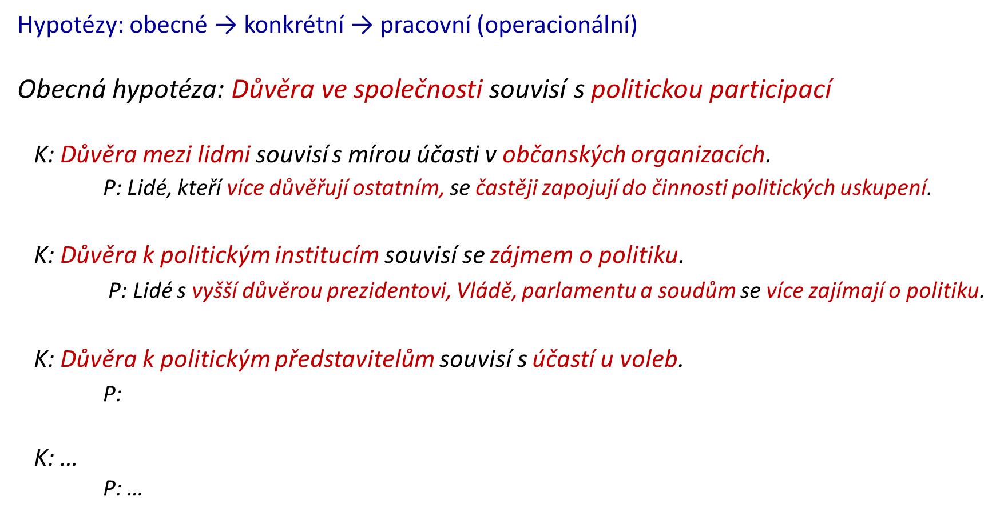 Hypotézy: obecné → konkrétní → pracovní (operacionální)
Obecná hypotéza: Důvěra ve společnosti souvisí s politickou participací
K: Důvěra mezi lidmi souvisí s mírou účasti v občanských organizacích.
P: Lidé, kteří více důvěřují ostatním, se častěji zapojují do činnosti politických uskupení.
K: Důvěra k politickým institucím souvisí se zájmem o politiku.
P: Lidé s vyšší důvěrou prezidentovi, Vládě, parlamentu a soudům se více zajímají o politiku.
K: Důvěra k politickým představitelům souvisí s účastí u voleb.
P:
K: …
P: …